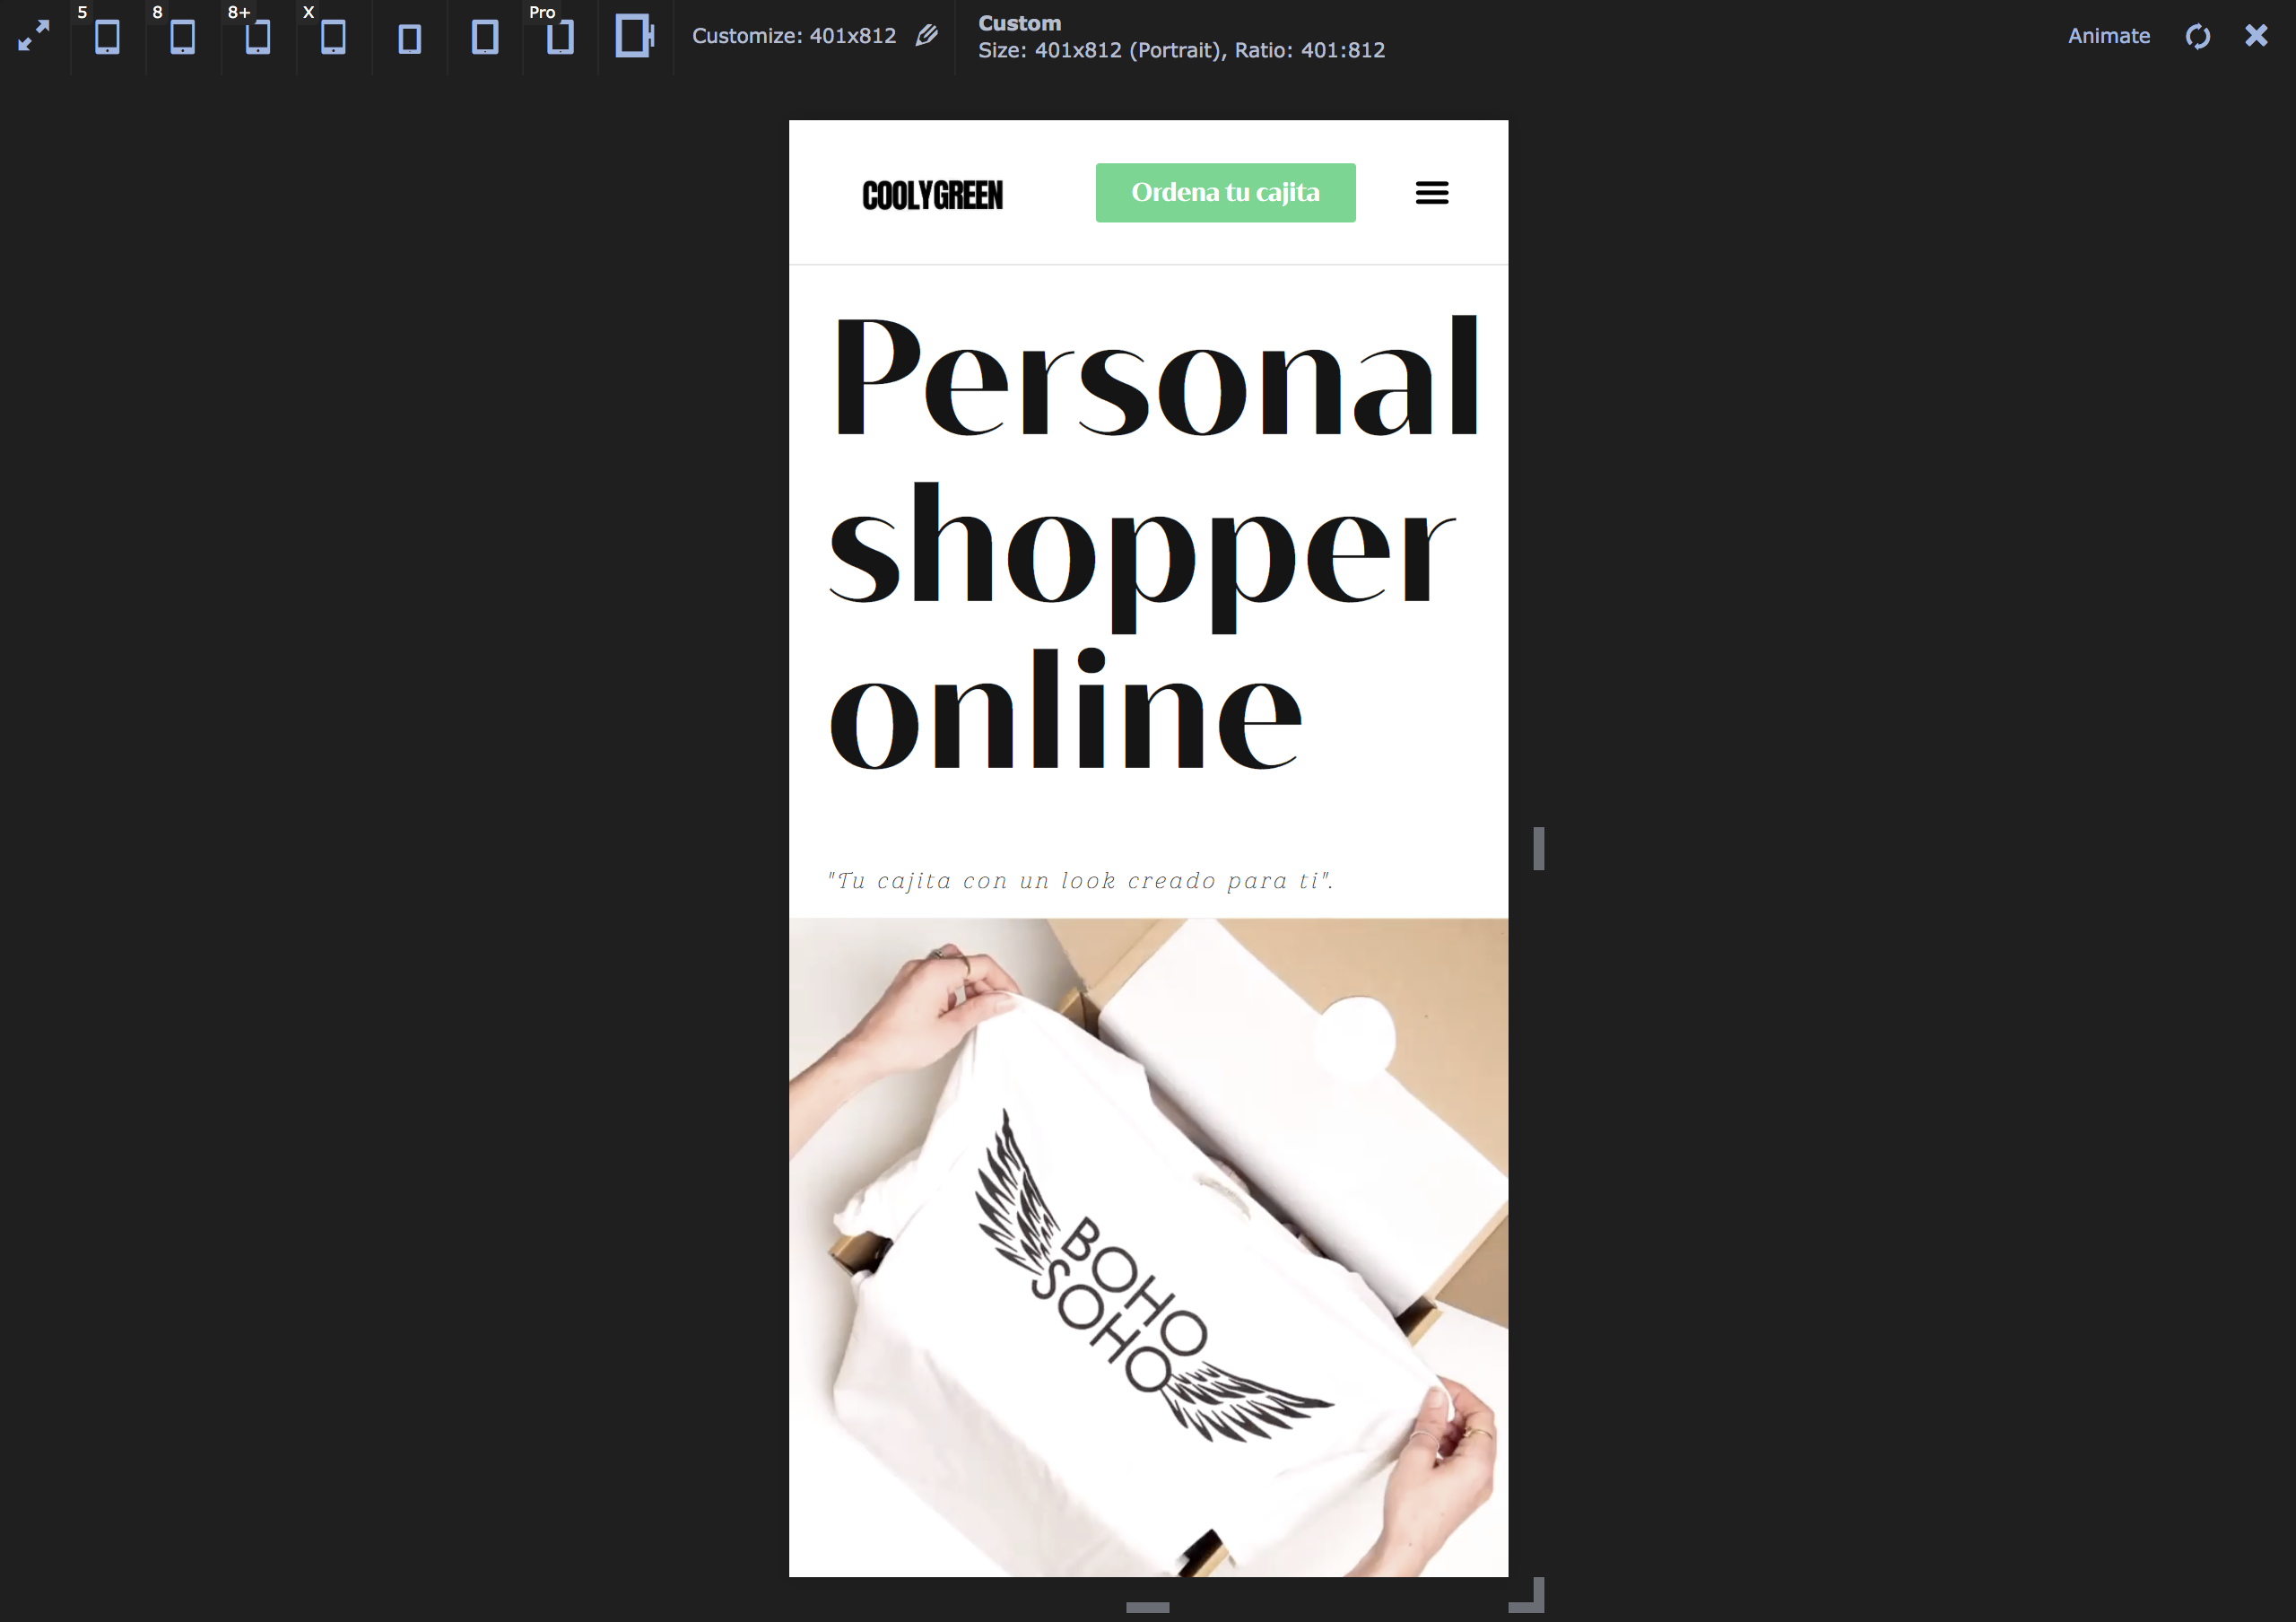 5
8
8+
X
Pro
Customize: 401x812
Custom
Size: 401x812 (Portrait), Ratio: 401:812
Animate
COOLYGREEN
Ordena tu cajita
Personal
shopper
online
"Tu cajita con un look creado para ti".
BOHO
SOHO